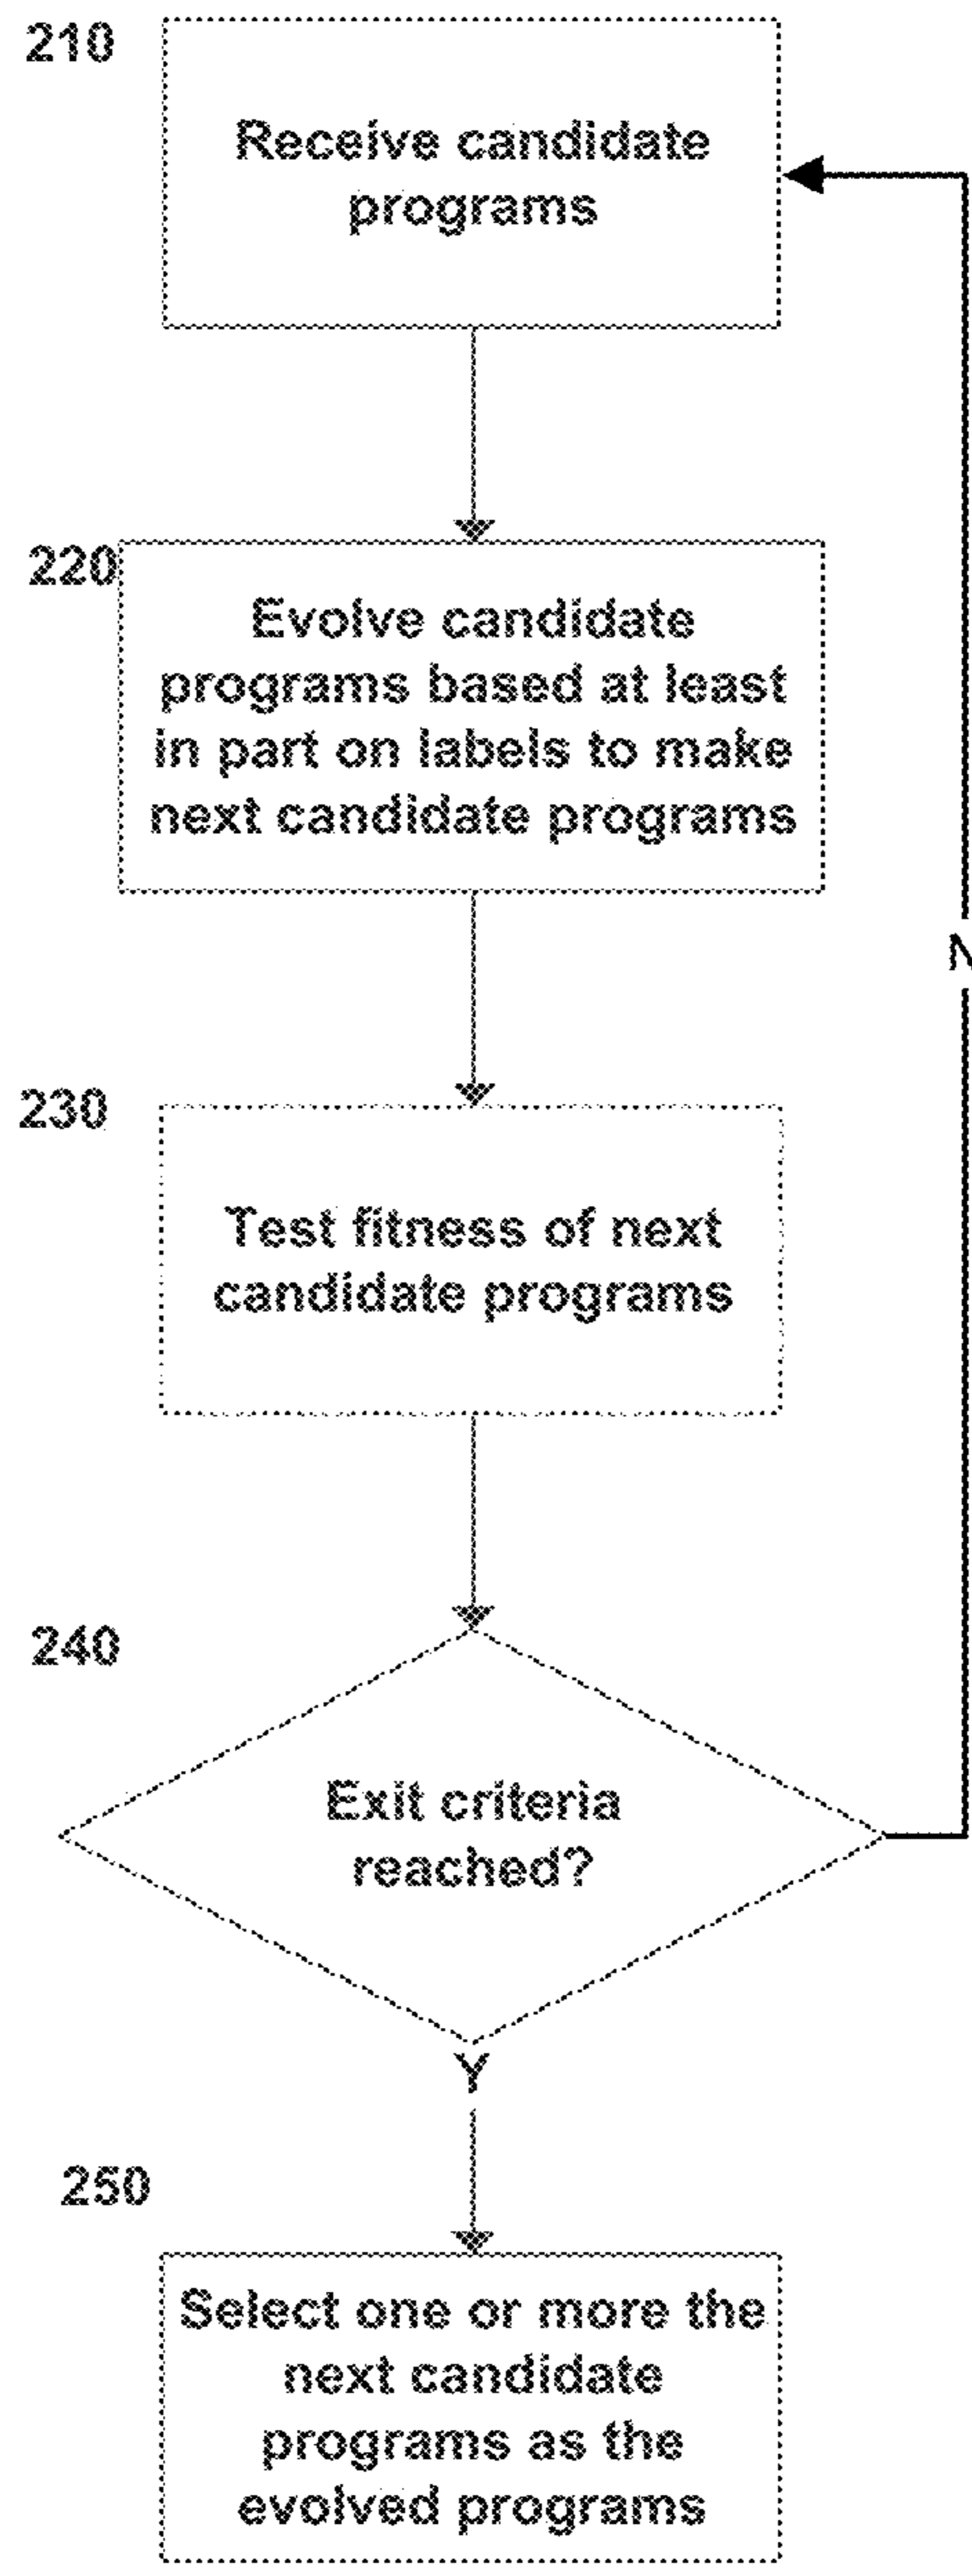 210
Receive candidate
programs
220
Evolve candidate
programs based at least
in part on labels to make
next candidate programs
N
230
Test fitness of next
candidate programs
240
Exit criteria
reached?
Y
250
Select one or more the
next candidate
programs as the
evolved programs